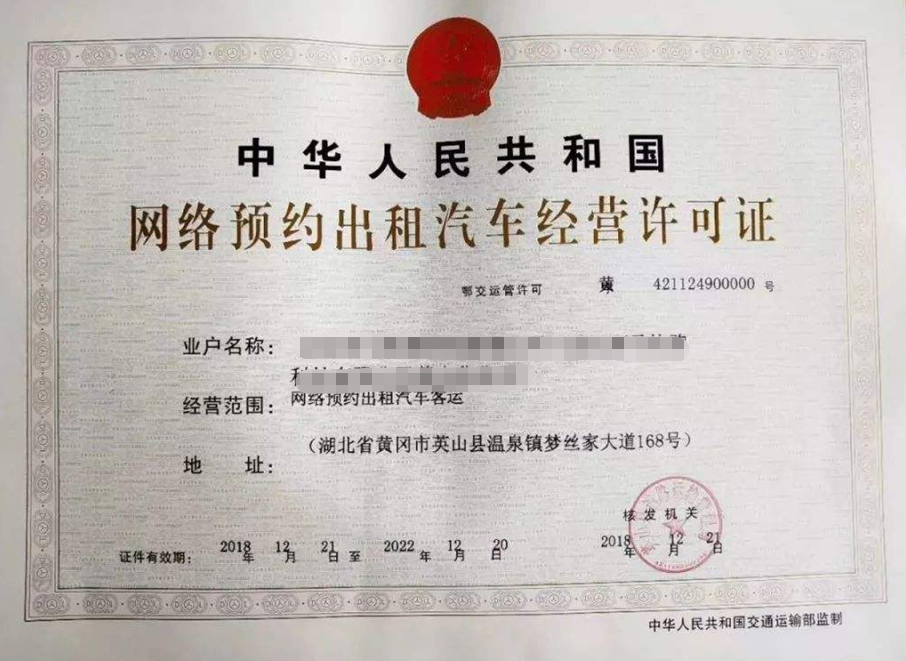 中华人民共和国
网络预约出租汽车经营许可证
鄂交运管许可 黄 421124900000 号
业户名称:
经营范围: 网络预约出租汽车客运
地 址: (湖北省黄冈市英山县温泉镇梦丝家大道168号)
核发机关
证件有效期: 2018 年 12 月 21 日 至 2022 年 12 月 20 日
2018 年 12 月 21 日
中华人民共和国交通运输部监制